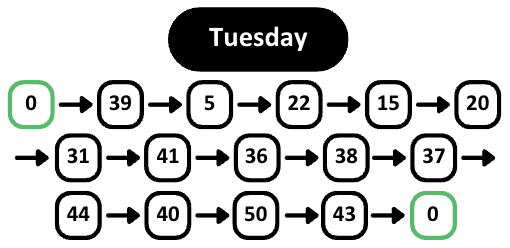 Tuesday
0 → 39 → 5 → 22 → 15 → 20
→ 31 → 41 → 36 → 38 → 37 →
44 → 40 → 50 → 43 → 0